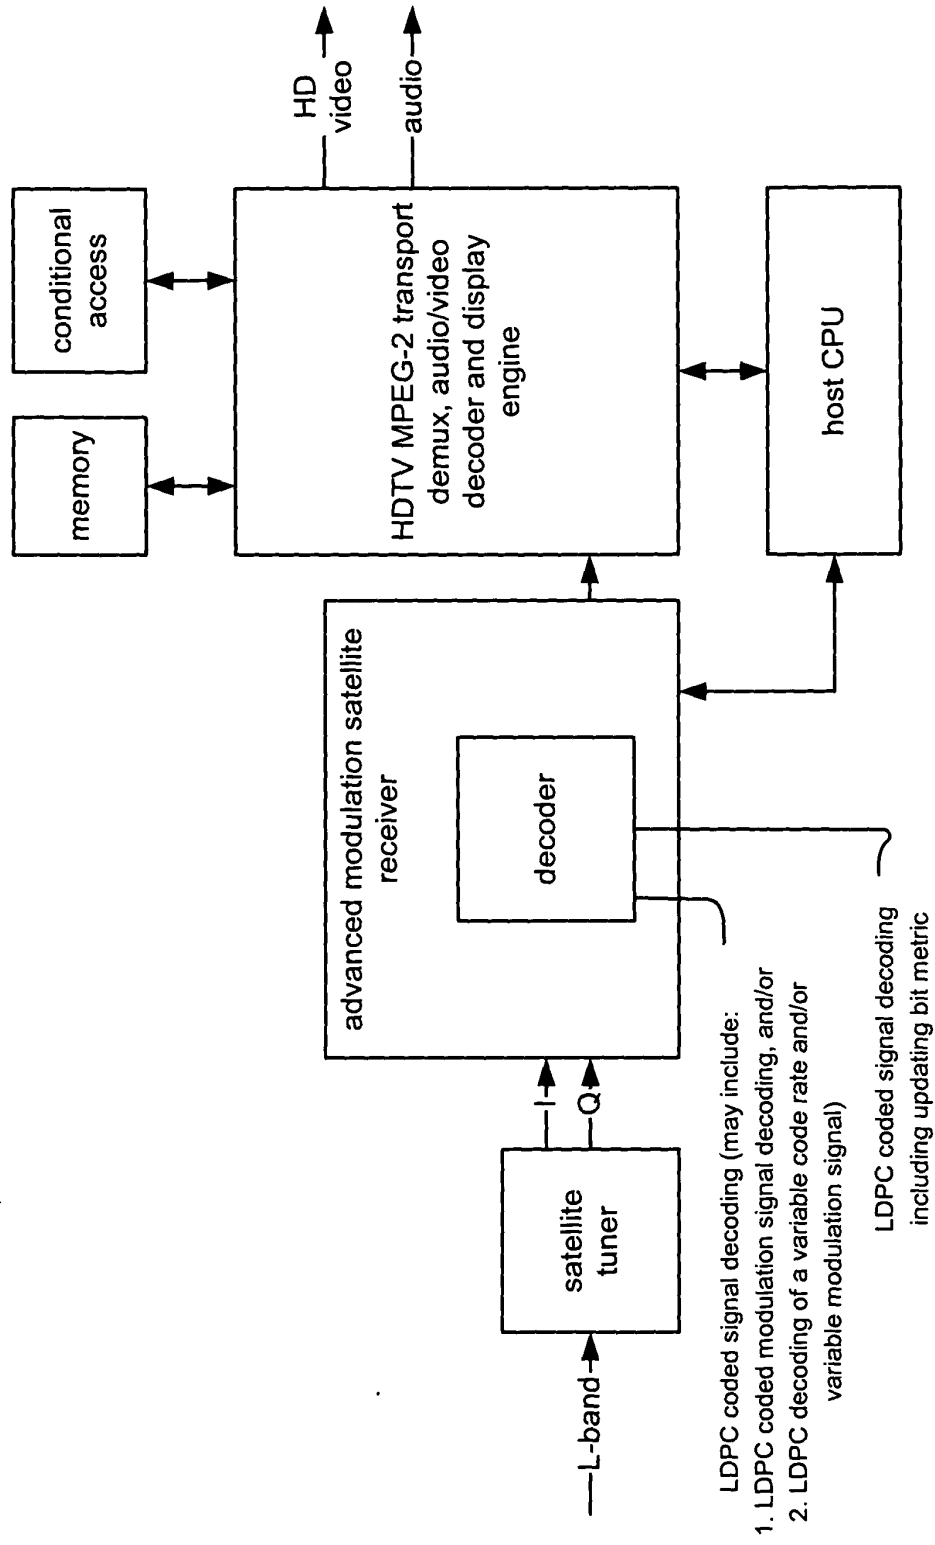 memory
conditional
access
HD
video
audio
HDTV MPEG-2 transport
demux, audio/video
decoder and display
engine
advanced modulation satellite
receiver
decoder
satellite
tuner
I
Q
L-band
host CPU
LDPC coded signal decoding (may include:
1. LDPC coded modulation signal decoding, and/or
2. LDPC decoding of a variable code rate and/or
variable modulation signal)
LDPC coded signal decoding
including updating bit metric